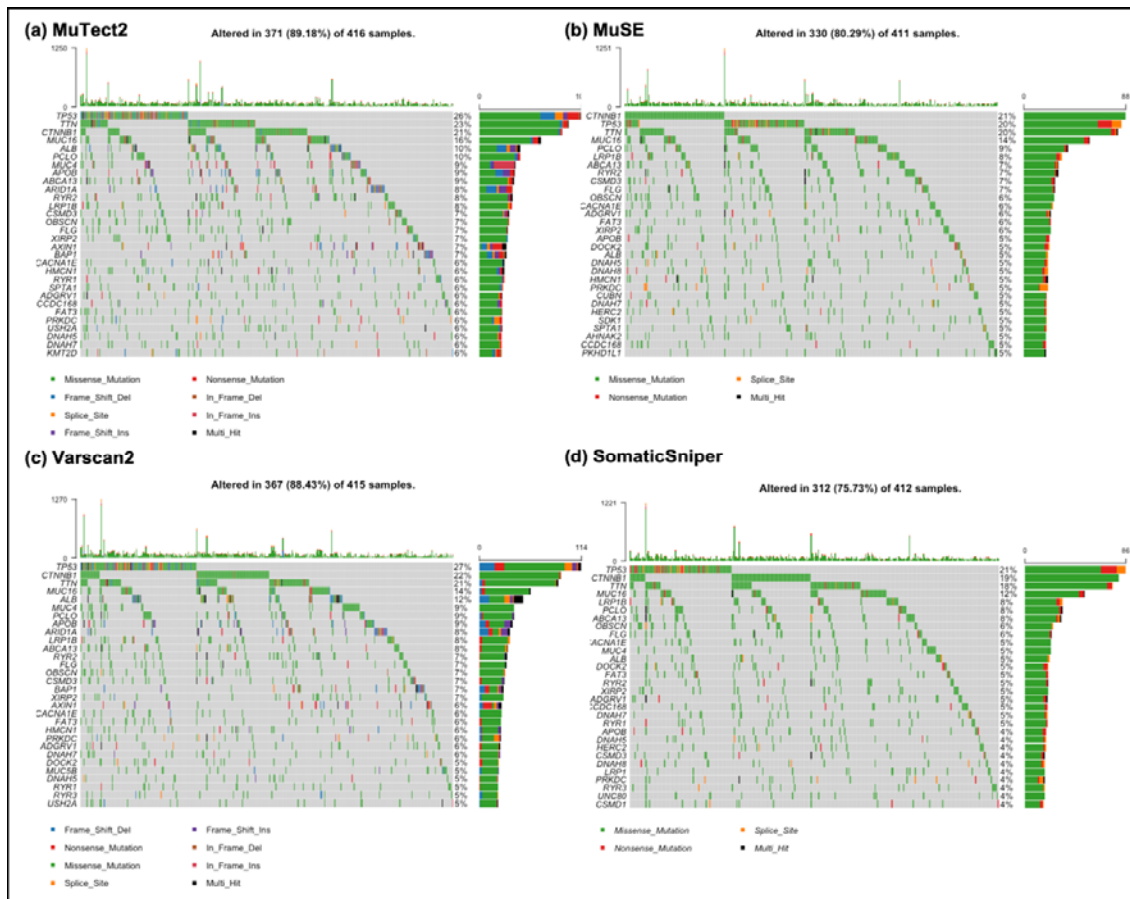 (a) MuTect2
Altered in 371 (89.18%) of 416 samples.
1251
0
0
TP53 26%
TTN 23%
CTNNB1 21%
MUC16 16%
ALB 10%
PCLO 10%
MUC4 9%
APOB 9%
ABCA13 9%
ARID1A 8%
RYR2 8%
LRP1B 8%
CSMD3 7%
OBSCN 7%
FLG 7%
XIRP2 7%
AXIN1 7%
BAP1 7%
CACNA1E 6%
HMCN1 6%
RYR1 6%
SPTA1 6%
ADGRV1 6%
CCDC168 6%
FAT3 6%
PRKDC 6%
USH2A 6%
DNAH5 6%
DNAH7 6%
KMT2D 6%
Missense_Mutation Nonsense_Mutation
Frame_Shift_Del In_Frame_Del
Splice_Site In_Frame_Ins
Frame_Shift_Ins Multi_Hit
(b) MuSE
Altered in 330 (80.29%) of 411 samples.
1251
0
0 88
CTNNB1 21%
TP53 20%
TTN 20%
MUC16 14%
PCLO 9%
LRP1B 8%
ABCA13 7%
RYR2 7%
CSMD3 7%
FLG 7%
OBSCN 6%
CACNA1E 6%
ADGRV1 6%
FAT3 6%
XIRP2 6%
APOB 5%
DOCK2 5%
ALB 5%
DNAH5 5%
DNAH8 5%
HMCN1 5%
PRKDC 5%
CUBN 5%
DNAH7 5%
HERC2 5%
SDK1 5%
SPTA1 5%
AHNAK2 5%
CCDC168 5%
PKHD1L1 5%
Missense_Mutation Splice_Site
Nonsense_Mutation Multi_Hit
(c) Varscan2
Altered in 367 (88.43%) of 415 samples.
1270
0
0 114
TP53 27%
CTNNB1 22%
TTN 21%
MUC16 14%
ALB 12%
MUC4 9%
PCLO 9%
APOB 9%
ARID1A 8%
LRP1B 8%
ABCA13 8%
RYR2 7%
FLG 7%
OBSCN 7%
CSMD3 7%
BAP1 7%
XIRP2 7%
AXIN1 6%
CACNA1E 6%
FAT3 6%
HMCN1 6%
PRKDC 6%
ADGRV1 6%
DNAH7 6%
DOCK2 5%
MUC5B 5%
DNAH5 5%
RYR1 5%
RYR3 5%
USH2A 5%
Frame_Shift_Del Frame_Shift_Ins
Nonsense_Mutation In_Frame_Del
Missense_Mutation In_Frame_Ins
Splice_Site Multi_Hit
(d) SomaticSniper
Altered in 312 (75.73%) of 412 samples.
1221
0
0 86
TP53 21%
CTNNB1 19%
TTN 18%
MUC16 12%
LRP1B 8%
PCLO 8%
ABCA13 8%
OBSCN 6%
FLG 6%
CACNA1E 5%
MUC4 5%
ALB 5%
DOCK2 5%
FAT3 5%
RYR2 5%
XIRP2 5%
ADGRV1 5%
CCDC168 5%
DNAH7 5%
RYR1 5%
APOB 4%
DNAH5 4%
HERC2 4%
CSMD3 4%
DNAH8 4%
LRP1 4%
PRKDC 4%
RYR3 4%
UNC80 4%
CSMD1 4%
Missense_Mutation Splice_Site
Nonsense_Mutation Multi_Hit